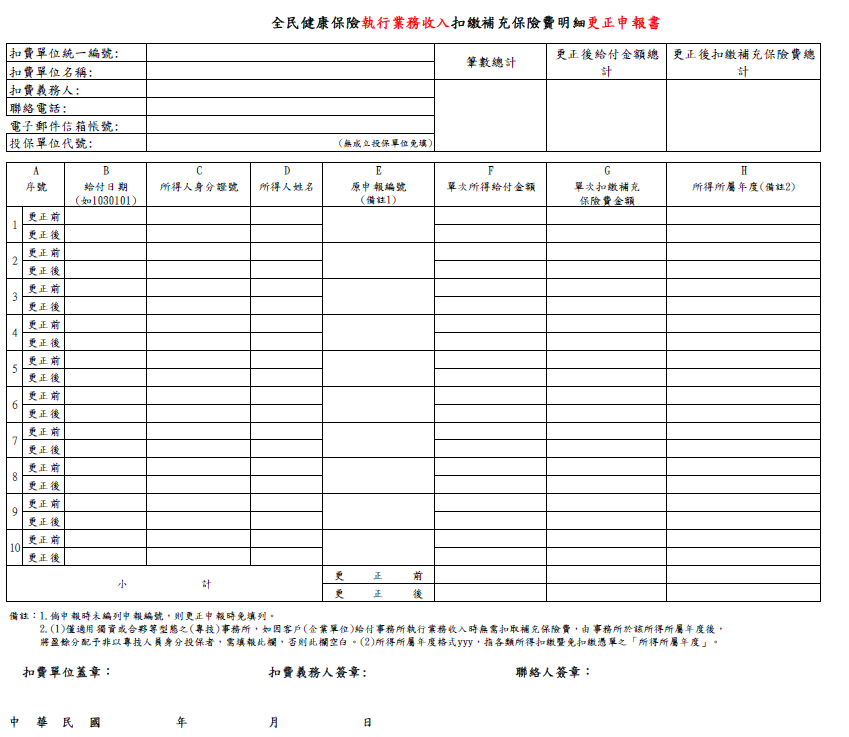 全民健康保險執行業務收入扣繳補充保險費明細更正申報書
扣費單位統一編號:
扣費單位名稱:
扣費義務人:
聯絡電話:
電子郵件信箱帳號:
投保單位代號: (無成立投保單位免填)
筆數總計 更正後給付金額總計 更正後扣繳補充保險費總計
A B C D E F G H
序號 給付日期 所得人身分證號 所得人姓名 原申報編號 單次所得給付金額 單次扣繳補充 所得所屬年度(備註2)
(如1030101) (備註1) 保險費金額
1 更正前
更正後
2 更正前
更正後
3 更正前
更正後
4 更正前
更正後
5 更正前
更正後
6 更正前
更正後
7 更正前
更正後
8 更正前
更正後
9 更正前
更正後
10 更正前
更正後
小 計 更 正 前
更 正 後
備註：1.倘申報時未編列申報編號，則更正申報時免填列。
2.(1)僅適用獨資或合夥等型態之(專技)事務所，如因客戶(企業單位)給付事務所執行業務收入時無需扣取補充保險費，由事務所於該所得所屬年度後，
將盈餘分配予非以專技人員身分投保者，需填報此欄，否則此欄空白。(2)所得所屬年度格式yyy，指各類所得扣繳暨免扣繳憑單之「所得所屬年度」。
扣費單位蓋章： 扣費義務人簽章: 聯絡人簽章：
中 華 民 國 年 月 日